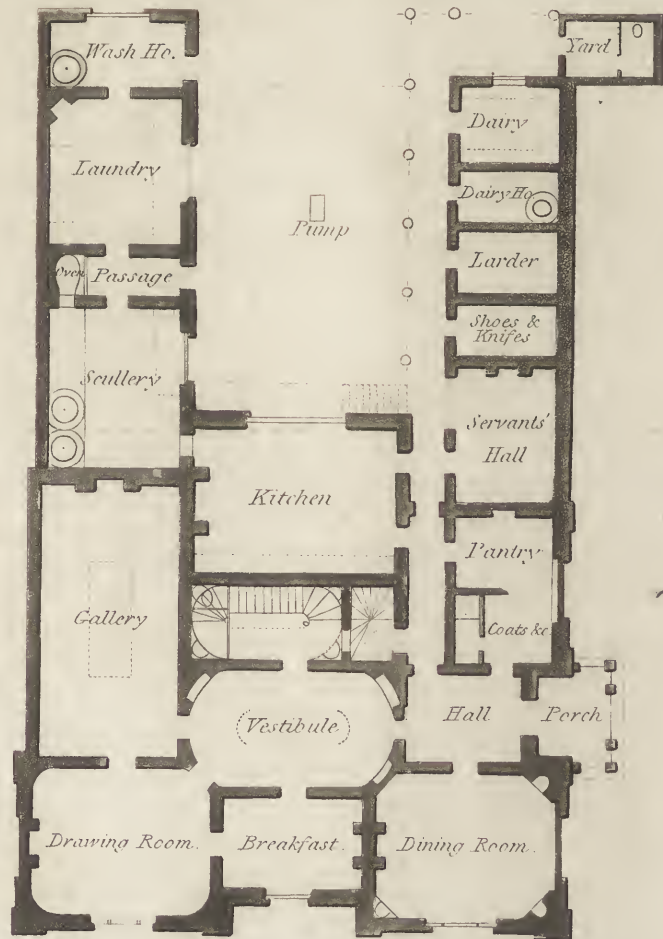 Wash Ho.
Yard
Dairy
Laundry
Dairy Ho
Pump
Oven
Passage
Larder
Shoes &
Knifes
Scullery
Servants'
Hall
Kitchen
Pantry
Gallery
Coats &c.
Vestibule
Hall
Porch
Drawing Room.
Breakfast.
Dining Room.